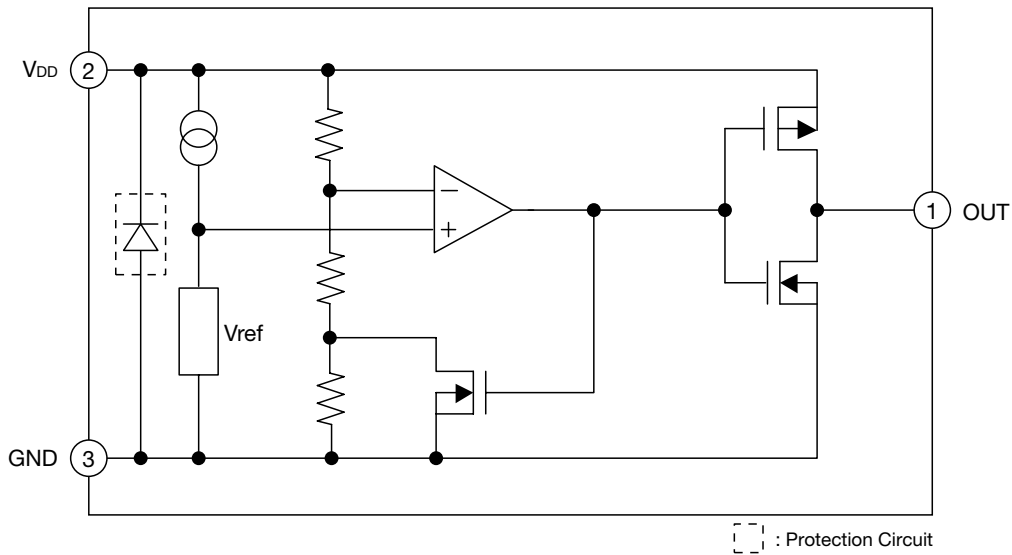 VDD 2
1 OUT
−
+
Vref
GND 3
: Protection Circuit